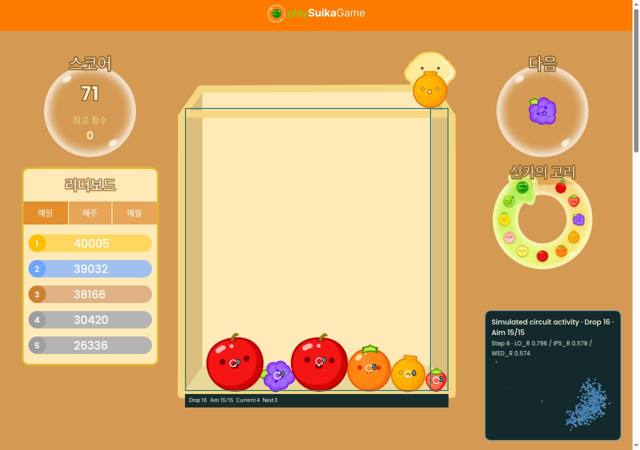 playSuikaGame
스코어
71
최고 점수
0
다음
리더보드
매일 매주 매월
1 40005
2 39032
3 38166
4 30420
5 26336
신카의 고리
Simulated circuit activity · Drop 16 · Aim 15/15
Step 6 · LO_R 0.796 / IPS_R 0.578 / WED_R 0.574
Drop 16 Aim 15/15 Current 4 Next 3